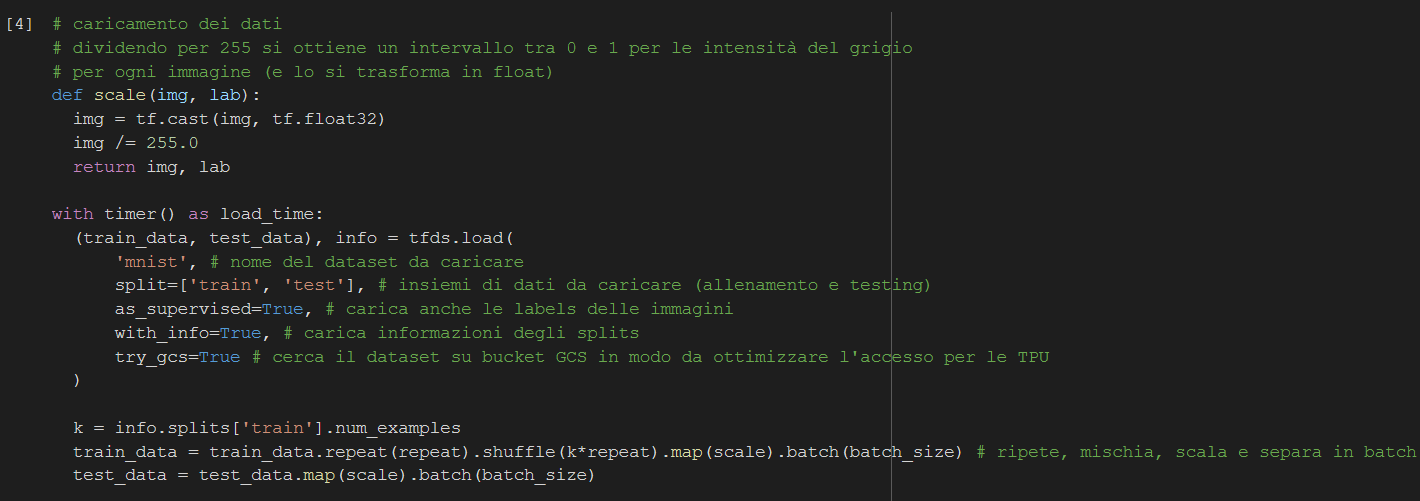 [4] # caricamento dei dati
# dividendo per 255 si ottiene un intervallo tra 0 e 1 per le intensità del grigio
# per ogni immagine (e lo si trasforma in float)
def scale(img, lab):
  img = tf.cast(img, tf.float32)
  img /= 255.0
  return img, lab
with timer() as load_time:
  (train_data, test_data), info = tfds.load(
      'mnist', # nome del dataset da caricare
      split=['train', 'test'], # insiemi di dati da caricare (allenamento e testing)
      as_supervised=True, # carica anche le labels delle immagini
      with_info=True, # carica informazioni degli splits
      try_gcs=True # cerca il dataset su bucket GCS in modo da ottimizzare l'accesso per le TPU
  )
  k = info.splits['train'].num_examples
  train_data = train_data.repeat(repeat).shuffle(k*repeat).map(scale).batch(batch_size) # ripete, mischia, scala e separa in batch
  test_data = test_data.map(scale).batch(batch_size)